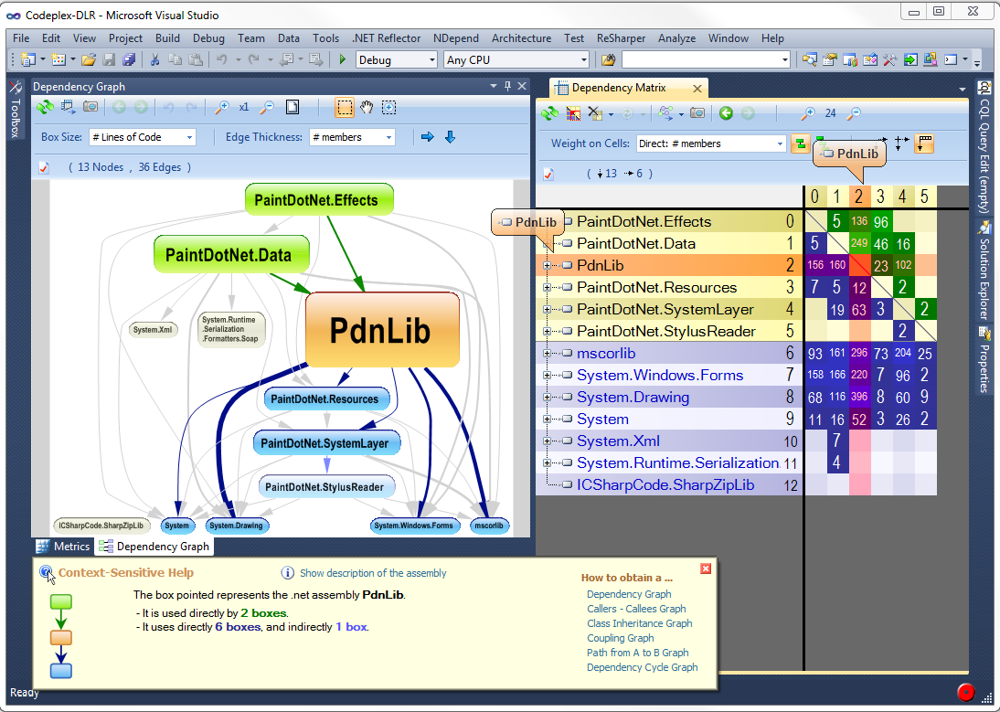 Codeplex-DLR - Microsoft Visual Studio
File Edit View Project Build Debug Team Data Tools .NET Reflector NDepend Architecture Test ReSharper Analyze Window Help
Debug Any CPU
Toolbox
Dependency Graph
x1
Box Size: # Lines of Code Edge Thickness: # members
( 13 Nodes , 36 Edges )
PaintDotNet.Effects
PaintDotNet.Data
PdnLib
System.Xml
System.Runtime
.Serialization
.Formatters.Soap
PaintDotNet.Resources
PaintDotNet.SystemLayer
PaintDotNet.StylusReader
ICSharpCode.SharpZipLib System System.Drawing System.Windows.Forms mscorlib
Metrics Dependency Graph
Dependency Matrix
24
Weight on Cells: Direct: # members
PdnLib
( 13 6 )
0 1 2 3 4 5
PdnLib
PaintDotNet.Effects 0 5 136 96
PaintDotNet.Data 1 5 249 46 16
PdnLib 2 156 160 23 102
PaintDotNet.Resources 3 7 5 12 2
PaintDotNet.SystemLayer 4 19 63 3 2
PaintDotNet.StylusReader 5 2
mscorlib 6 93 161 296 73 204 25
System.Windows.Forms 7 158 166 220 7 96 2
System.Drawing 8 68 116 396 8 60 9
System 9 11 16 52 3 26 2
System.Xml 10 7
System.Runtime.Serialization. 11 4
ICSharpCode.SharpZipLib 12
CQL Query Edit (empty)
Solution Explorer
Properties
Context-Sensitive Help
Show description of the assembly
The box pointed represents the .net assembly PdnLib.
- It is used directly by 2 boxes.
- It uses directly 6 boxes, and indirectly 1 box.
How to obtain a ...
Dependency Graph
Callers - Callees Graph
Class Inheritance Graph
Coupling Graph
Path from A to B Graph
Dependency Cycle Graph
Ready